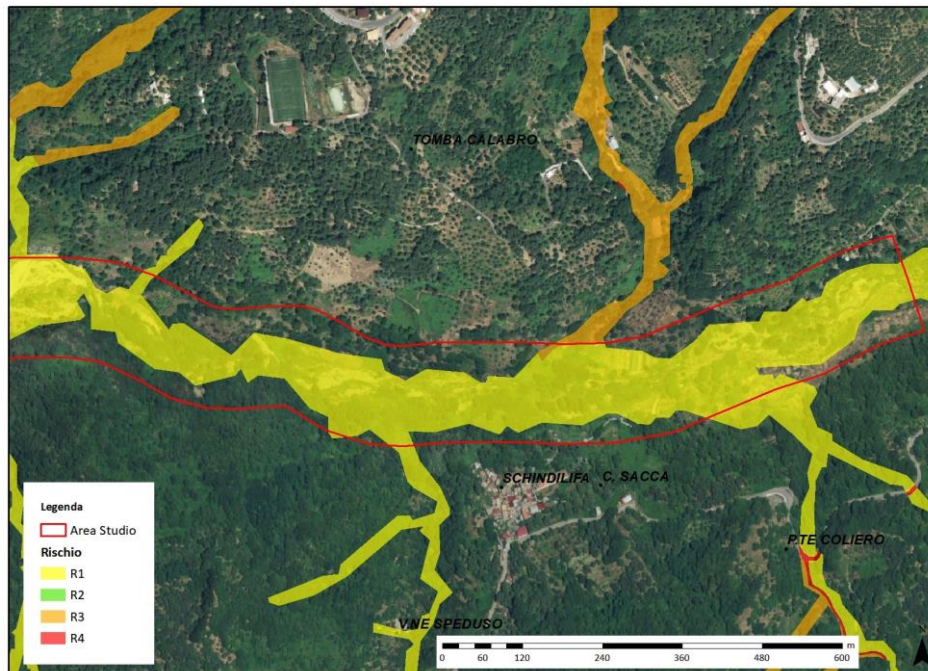 TOMBA CALABRO
SCHINDILIFA
C. SACCA
P.TE COLIERO
V.NE SPEDUSO
Legenda
Area Studio
Rischio
R1
R2
R3
R4
m
0 30 60 120 240 360 480 600